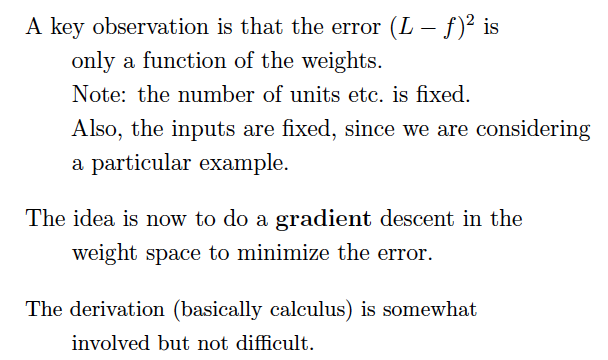 A key observation is that the error (L − f)² is
only a function of the weights.
Note: the number of units etc. is fixed.
Also, the inputs are fixed, since we are considering
a particular example.
The idea is now to do a gradient descent in the
weight space to minimize the error.
The derivation (basically calculus) is somewhat
involved but not difficult.